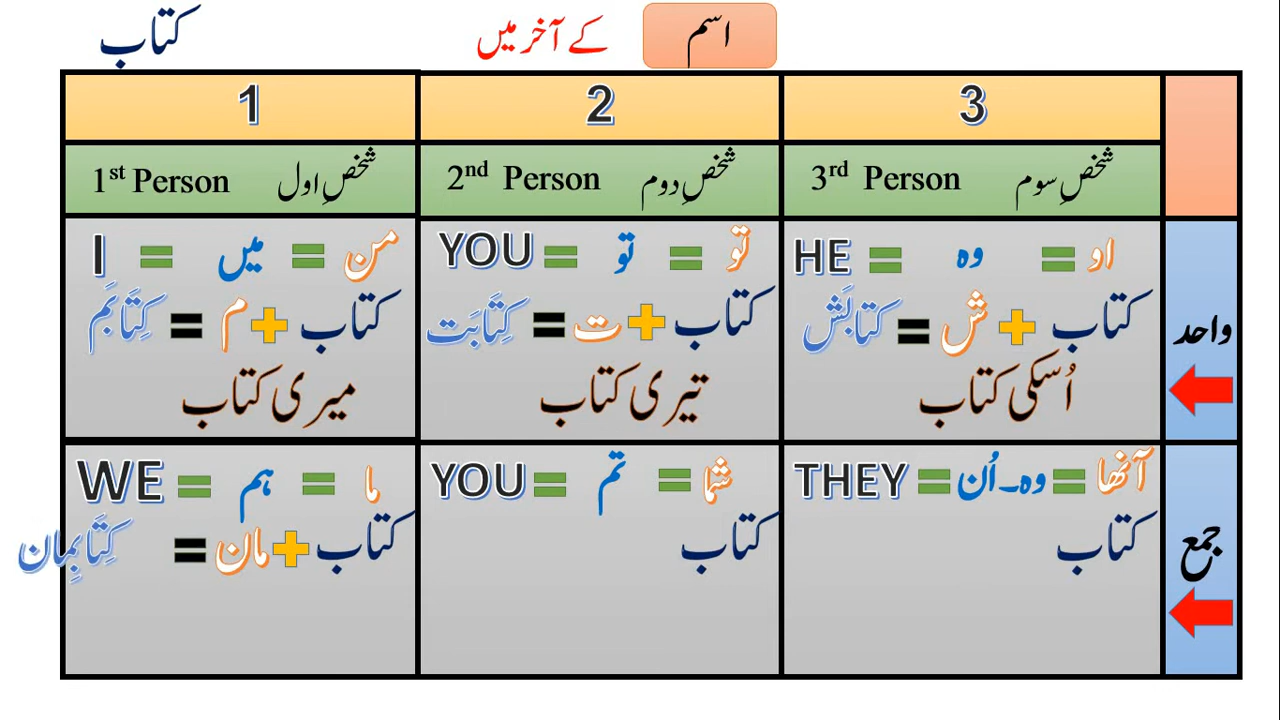 اسم کے آخر میں کتاب
3 2 1
3rd Person شخصِ سوم 2nd Person شخصِ دوم 1st Person شخصِ اول
واحد
او = وہ = HE
کتاب + ش = کتابَش
اُسکی کتاب
تو = تو = YOU
کتاب + ت = کِتَابَت
تیری کتاب
من = میں = I
کتاب + م = کِتَابَم
میری کتاب
جمع
آنھا = وہ۔اُن = THEY
کتاب
شما = تم = YOU
کتاب
ما = ہم = WE
کتاب + مان = کِتَابِمان